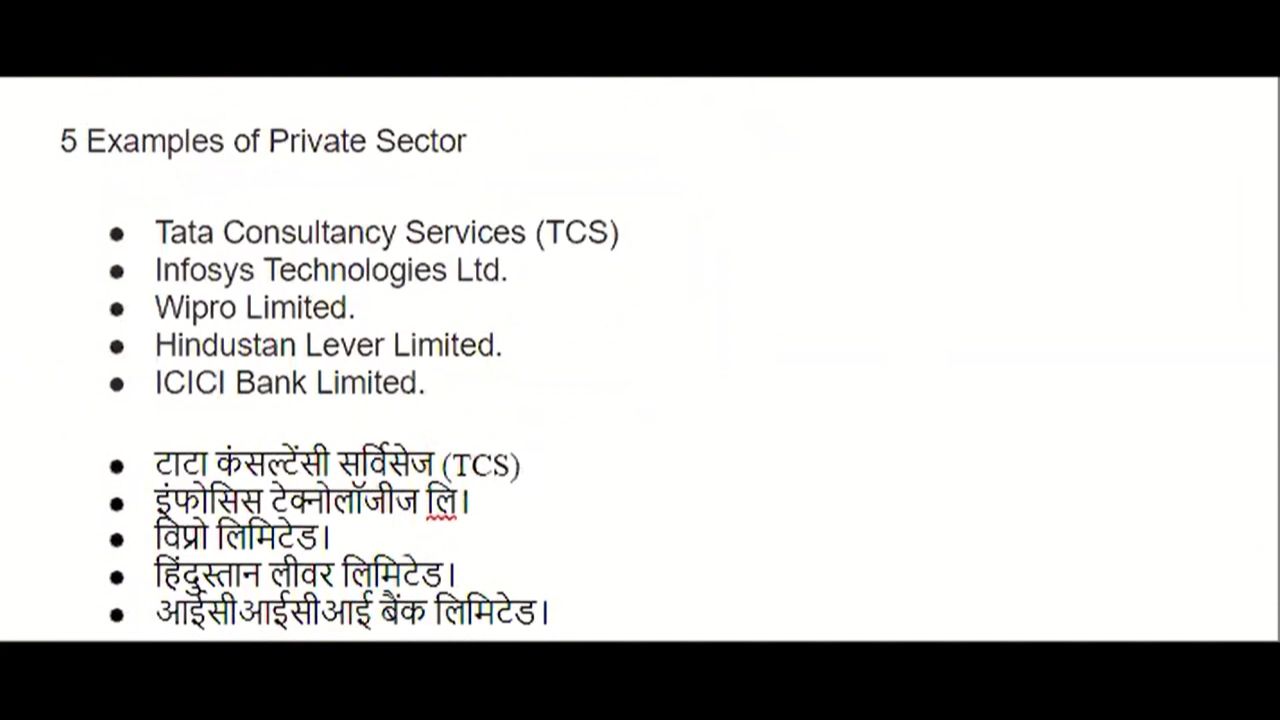 5 Examples of Private Sector
● Tata Consultancy Services (TCS)
● Infosys Technologies Ltd.
● Wipro Limited.
● Hindustan Lever Limited.
● ICICI Bank Limited.
● टाटा कंसल्टेंसी सर्विसेज (TCS)
● इंफोसिस टेक्नोलॉजीज लि।
● विप्रो लिमिटेड।
● हिंदुस्तान लीवर लिमिटेड।
● आईसीआईसीआई बैंक लिमिटेड।